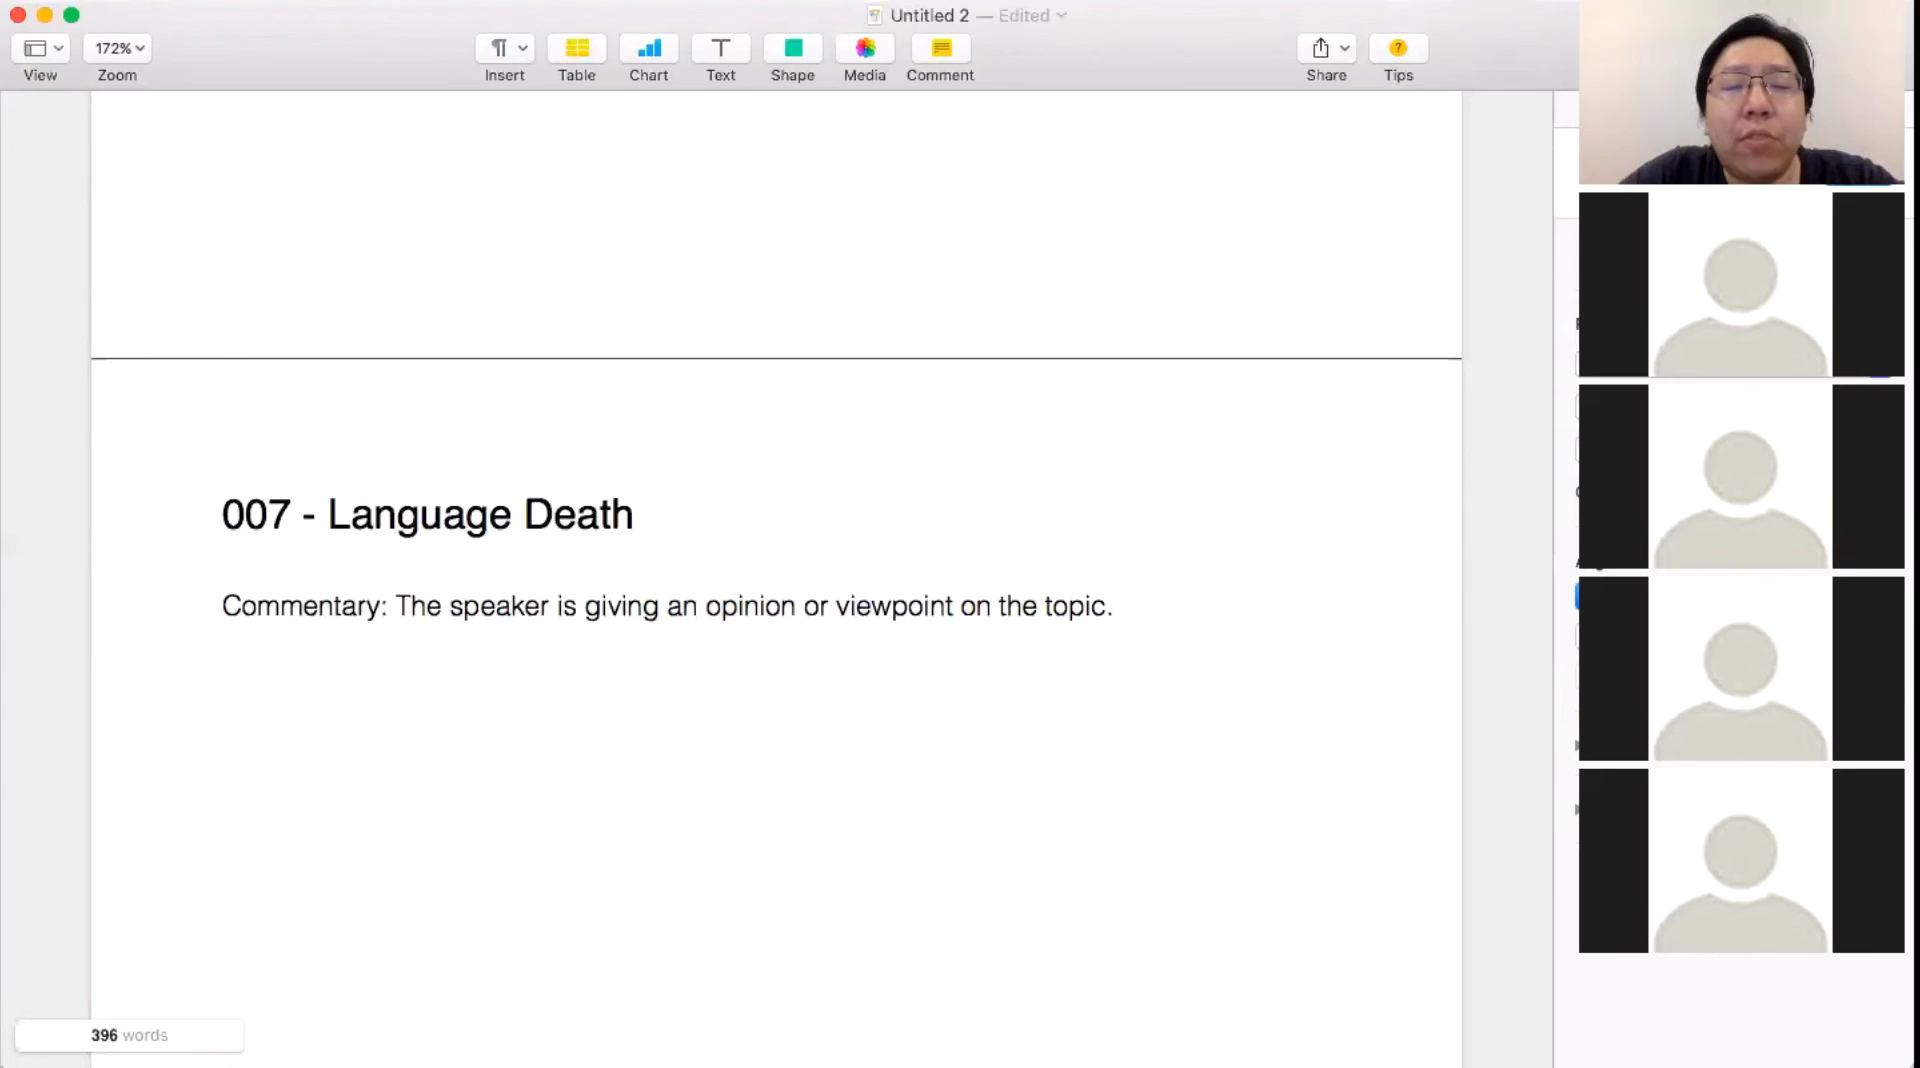 Untitled 2 — Edited
172%
View
Zoom
Insert
Table
Chart
Text
Shape
Media
Comment
Share
Tips
007 - Language Death
Commentary: The speaker is giving an opinion or viewpoint on the topic.
396 words